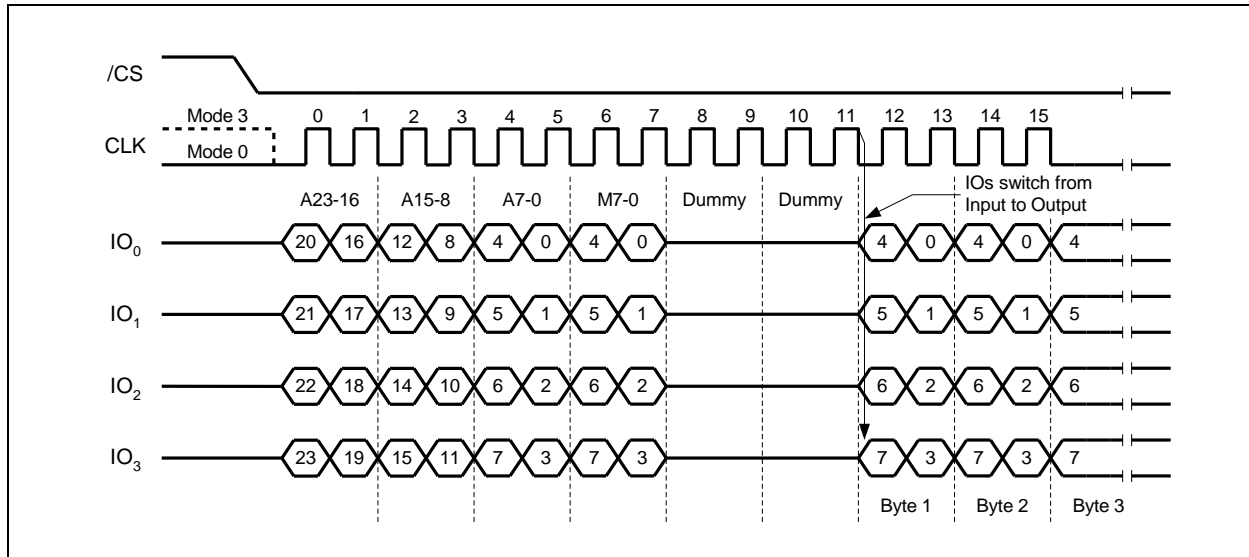 /CS
Mode 3 0 1 2 3 4 5 6 7 8 9 10 11 12 13 14 15
CLK
Mode 0
IOs switch from
Input to Output
A23-16 A15-8 A7-0 M7-0 Dummy Dummy
IO0 20 16 12 8 4 0 4 0 4 0 4 0 4
IO1 21 17 13 9 5 1 5 1 5 1 5 1 5
IO2 22 18 14 10 6 2 6 2 6 2 6 2 6
IO3 23 19 15 11 7 3 7 3 7 3 7 3 7
Byte 1 Byte 2 Byte 3